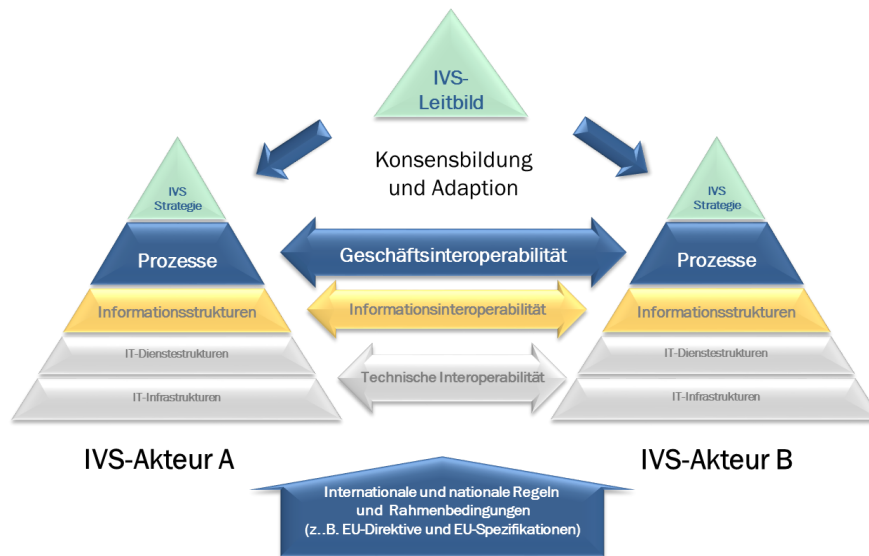 IVS-
Leitbild
Konsensbildung
und Adaption
IVS
Strategie
IVS
Strategie
Prozesse
Geschäftsinteroperabilität
Prozesse
Informationsstrukturen
Informationsinteroperabilität
Informationsstrukturen
IT-Dienstestrukturen
Technische Interoperabilität
IT-Dienstestrukturen
IT-Infrastrukturen
IT-Infrastrukturen
IVS-Akteur A
IVS-Akteur B
Internationale und nationale Regeln
und Rahmenbedingungen
(z..B. EU-Direktive und EU-Spezifikationen)